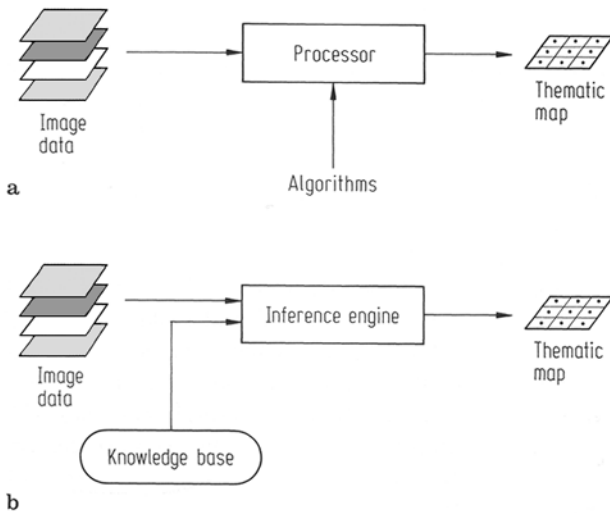 Processor
Image
data
Thematic
map
Algorithms
a
Inference engine
Image
data
Thematic
map
Knowledge base
b